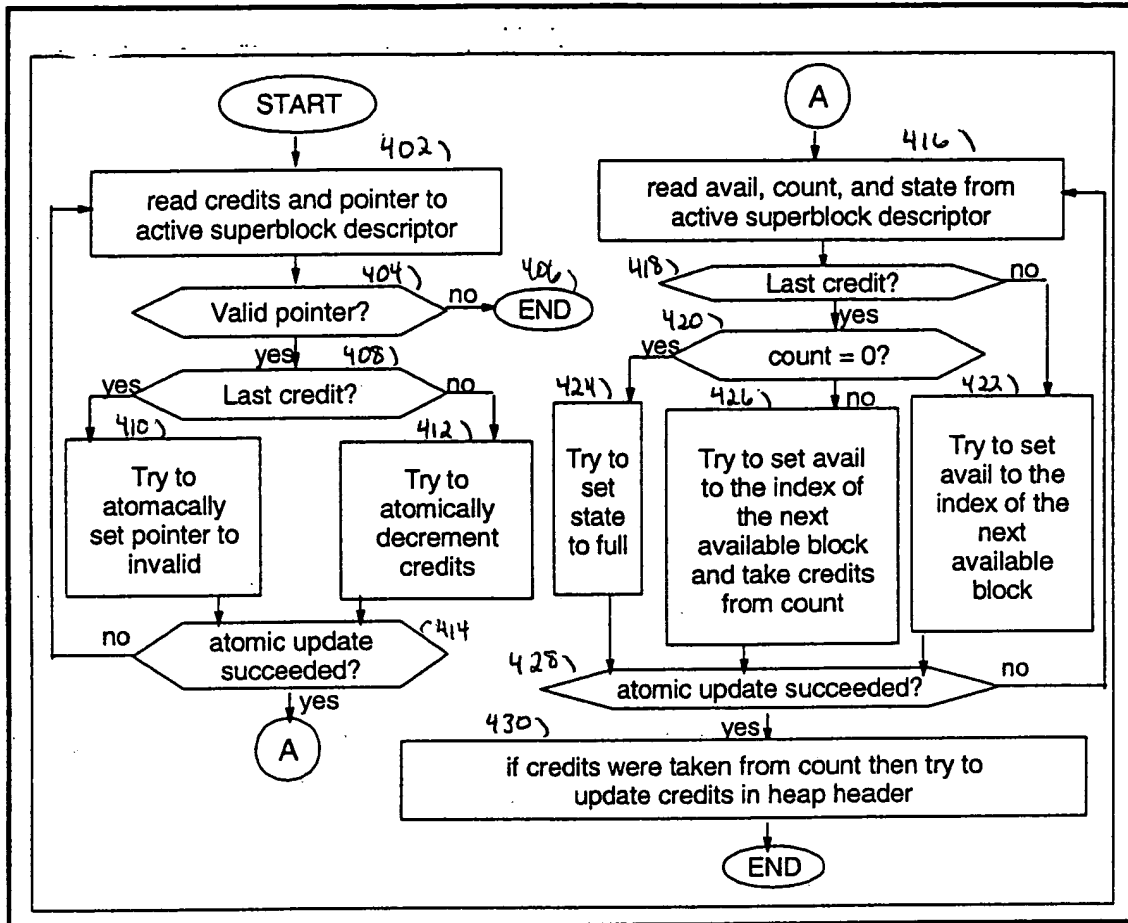 START
402
read credits and pointer to
active superblock descriptor
404
Valid pointer?
no
406
END
yes
408
Last credit?
yes
no
410
Try to
atomacally
set pointer to
invalid
412
Try to
atomically
decrement
credits
414
atomic update
succeeded?
no
yes
A
A
416
read avail, count, and state from
active superblock descriptor
418
Last credit?
no
yes
420
count = 0?
yes
no
424
Try to
set
state
to full
426
Try to set avail
to the index of
the next
available block
and take credits
from count
422
Try to set
avail to the
index of the
next
available
block
428
atomic update succeeded?
no
yes
430
if credits were taken from count then try to
update credits in heap header
END